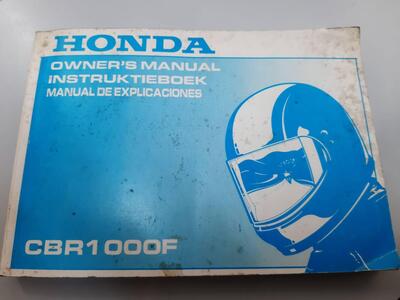 HONDA
OWNER'S MANUAL
INSTRUKTIEBOEK
MANUAL DE EXPLICACIONES
CBR1000F